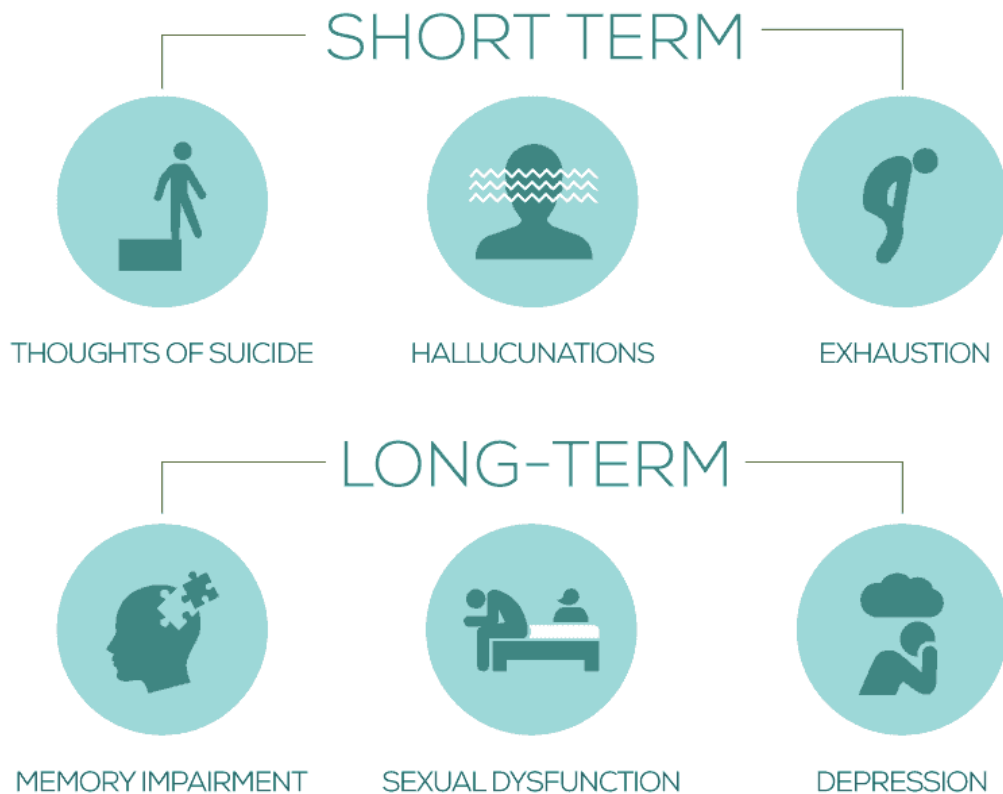 SHORT TERM
THOUGHTS OF SUICIDE
HALLUCUNATIONS
EXHAUSTION
LONG-TERM
MEMORY IMPAIRMENT
SEXUAL DYSFUNCTION
DEPRESSION